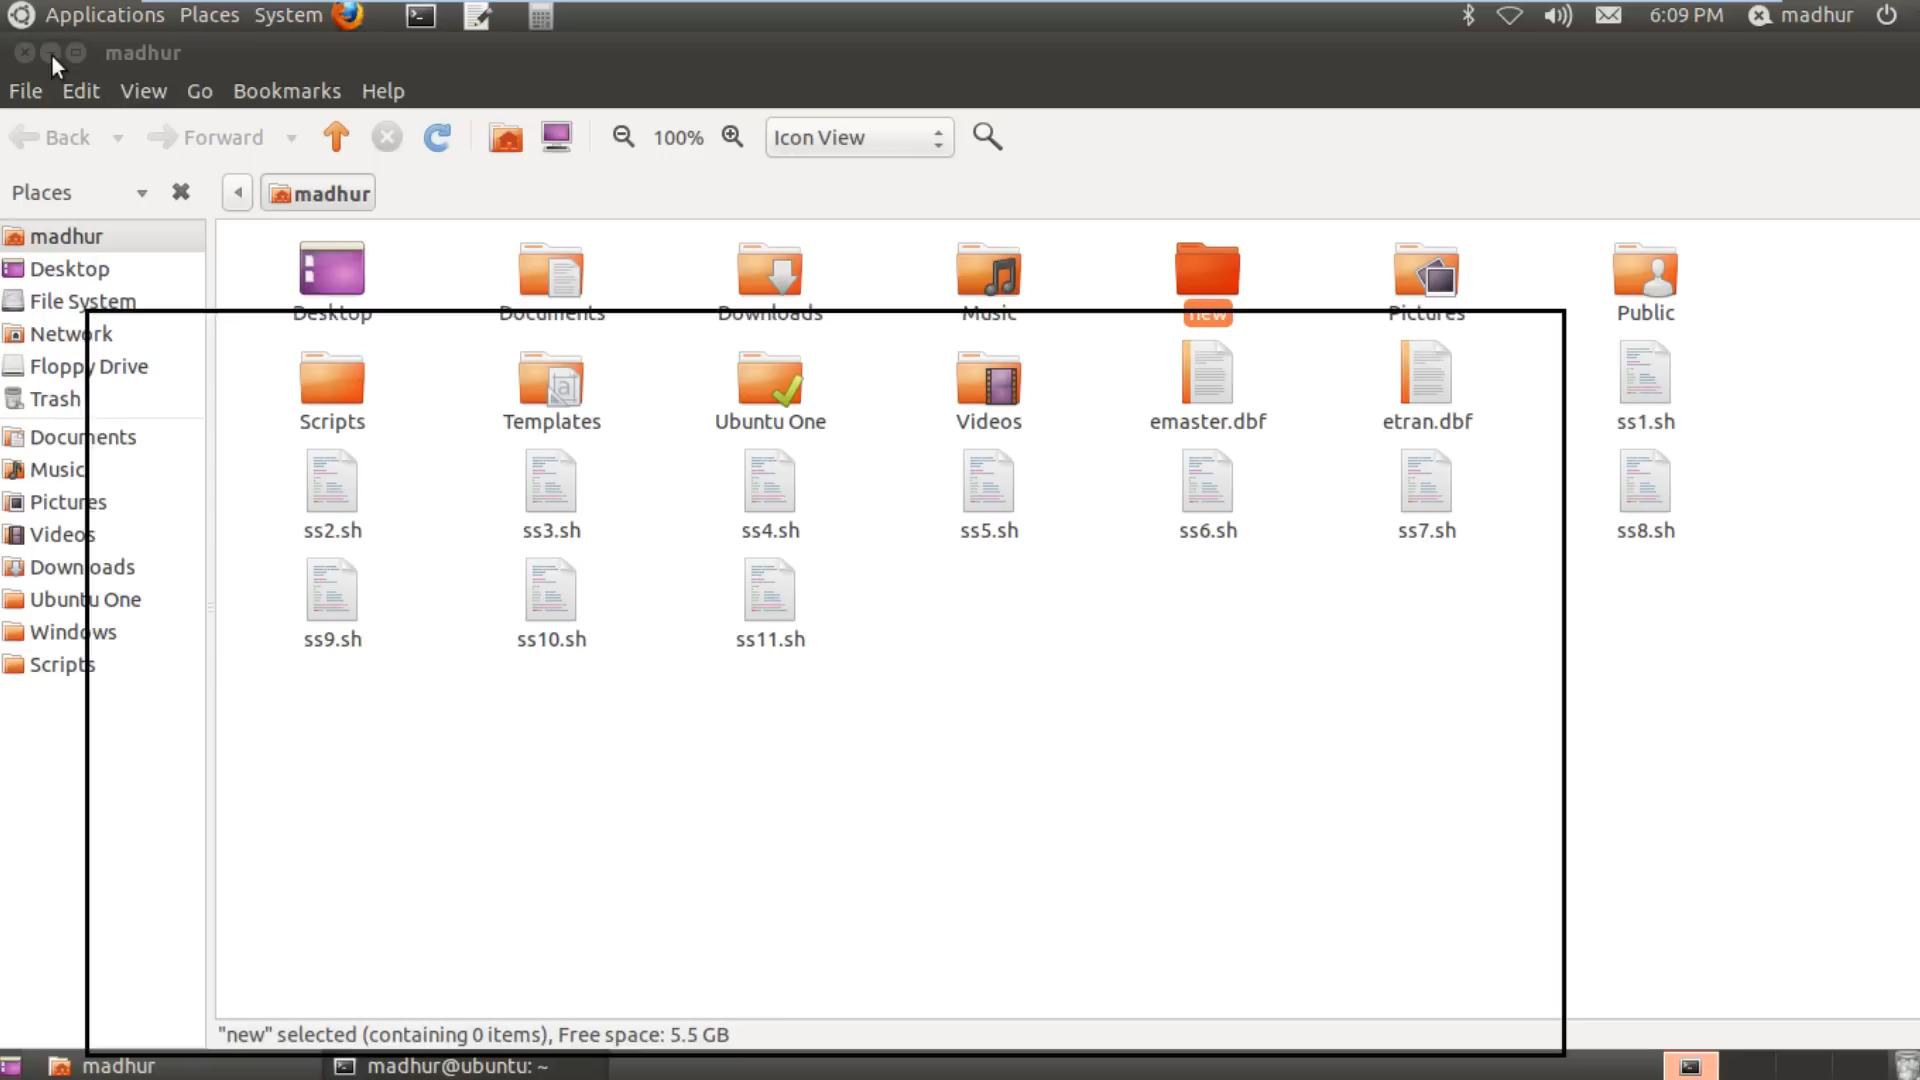 Applications Places System 6:09 PM madhur
madhur
File Edit View Go Bookmarks Help
Back Forward 100% Icon View
Places madhur
madhur
Desktop
File System
Network
Floppy Drive
Trash
Documents
Music
Pictures
Videos
Downloads
Ubuntu One
Windows
Scripts
Desktop Documents Downloads Music new Pictures Public
Scripts Templates Ubuntu One Videos emaster.dbf etran.dbf ss1.sh
ss2.sh ss3.sh ss4.sh ss5.sh ss6.sh ss7.sh ss8.sh
ss9.sh ss10.sh ss11.sh
"new" selected (containing 0 items), Free space: 5.5 GB
madhur madhur@ubuntu: ~